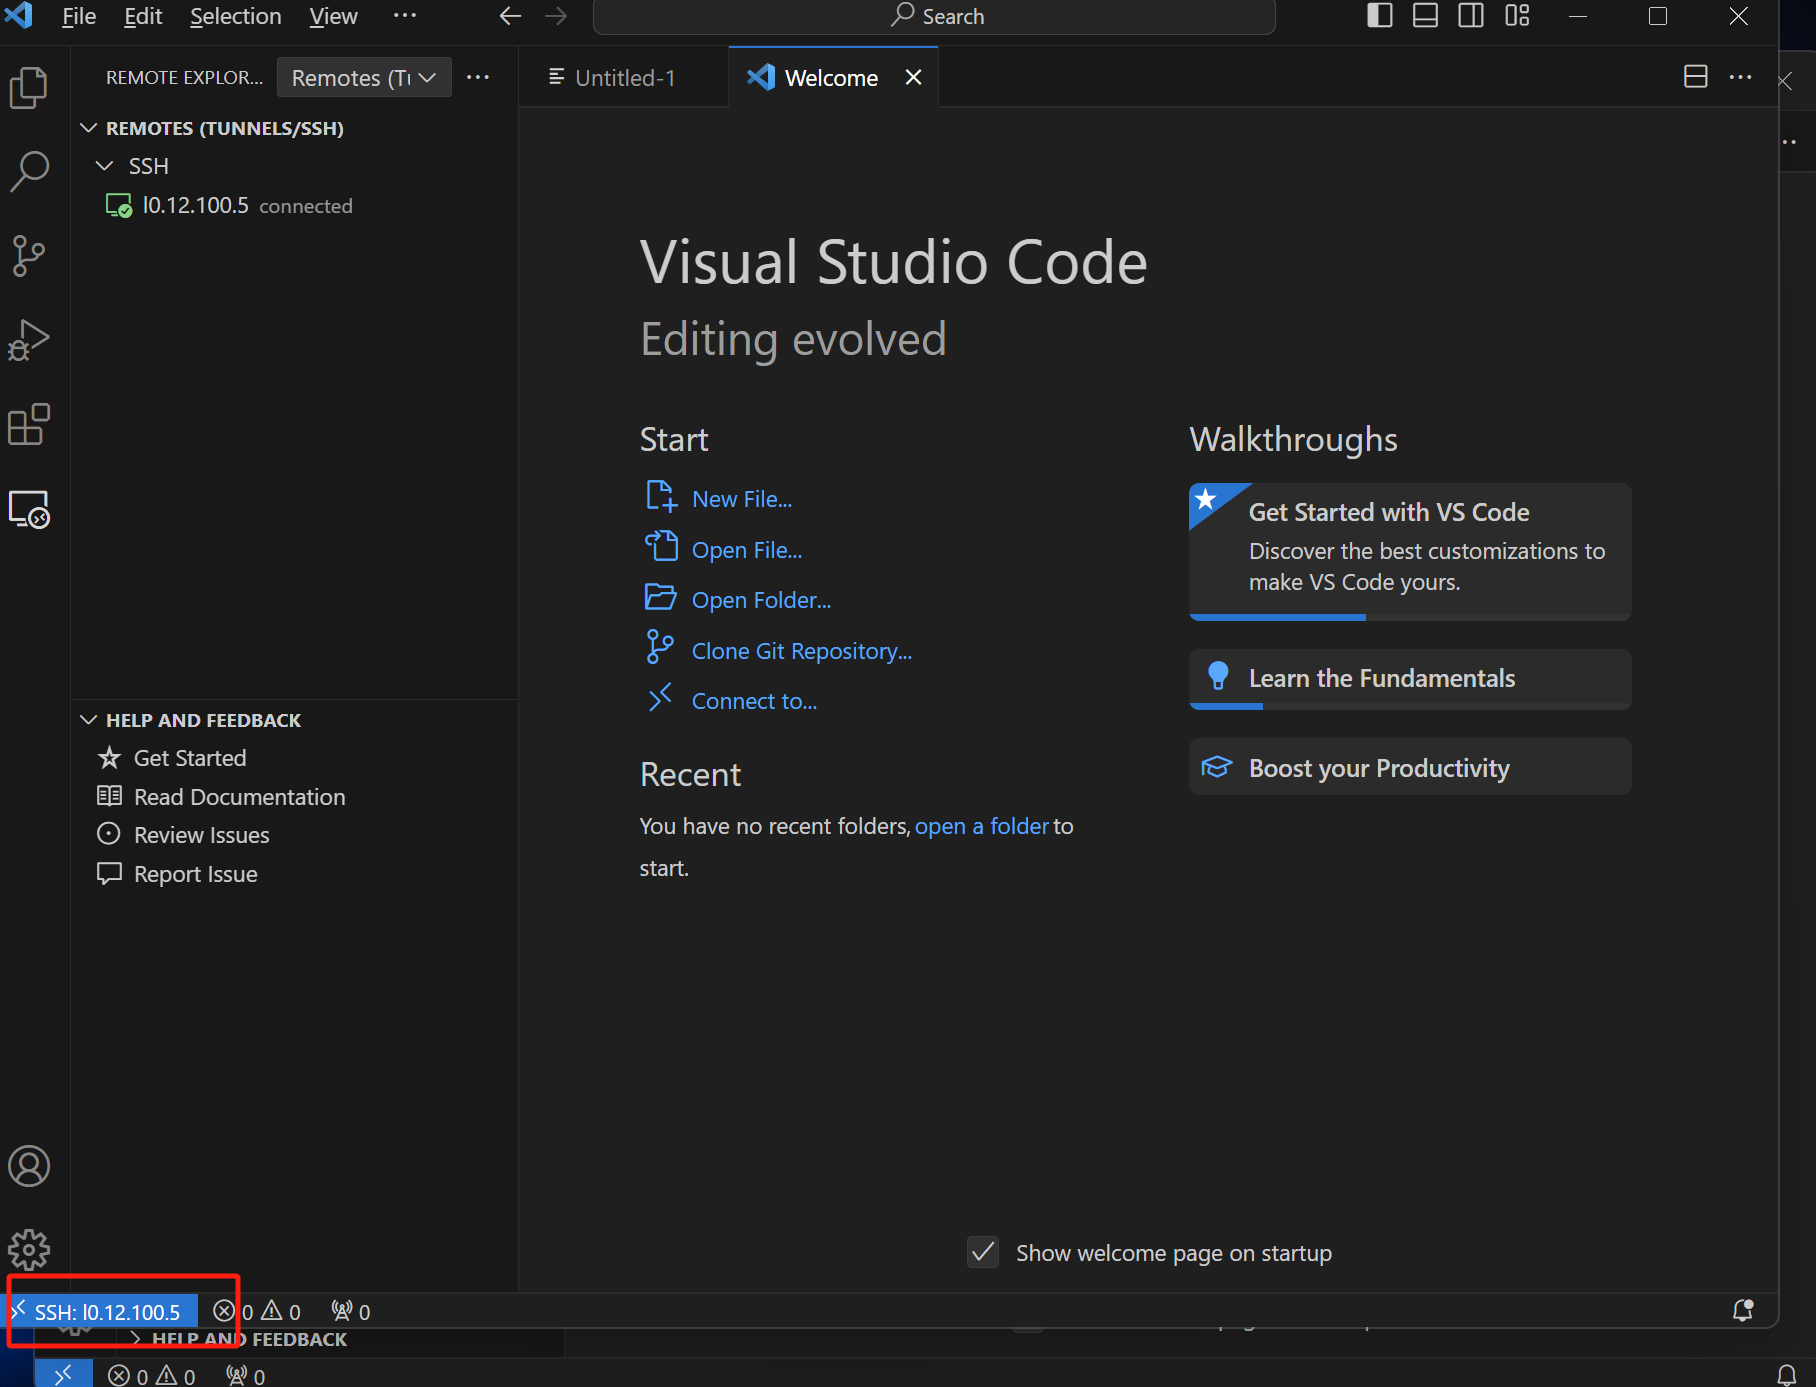 File Edit Selection View ··· Search
REMOTE EXPLOR... Remotes (Tu ··· Untitled-1 Welcome
REMOTES (TUNNELS/SSH)
SSH
l0.12.100.5 connected
Visual Studio Code
Editing evolved
Start
New File...
Open File...
Open Folder...
Clone Git Repository...
Connect to...
Recent
You have no recent folders, open a folder to
start.
Walkthroughs
Get Started with VS Code
Discover the best customizations to
make VS Code yours.
Learn the Fundamentals
Boost your Productivity
HELP AND FEEDBACK
Get Started
Read Documentation
Review Issues
Report Issue
Show welcome page on startup
SSH: l0.12.100.5 0 0 0
HELP AND FEEDBACK
0 0 0